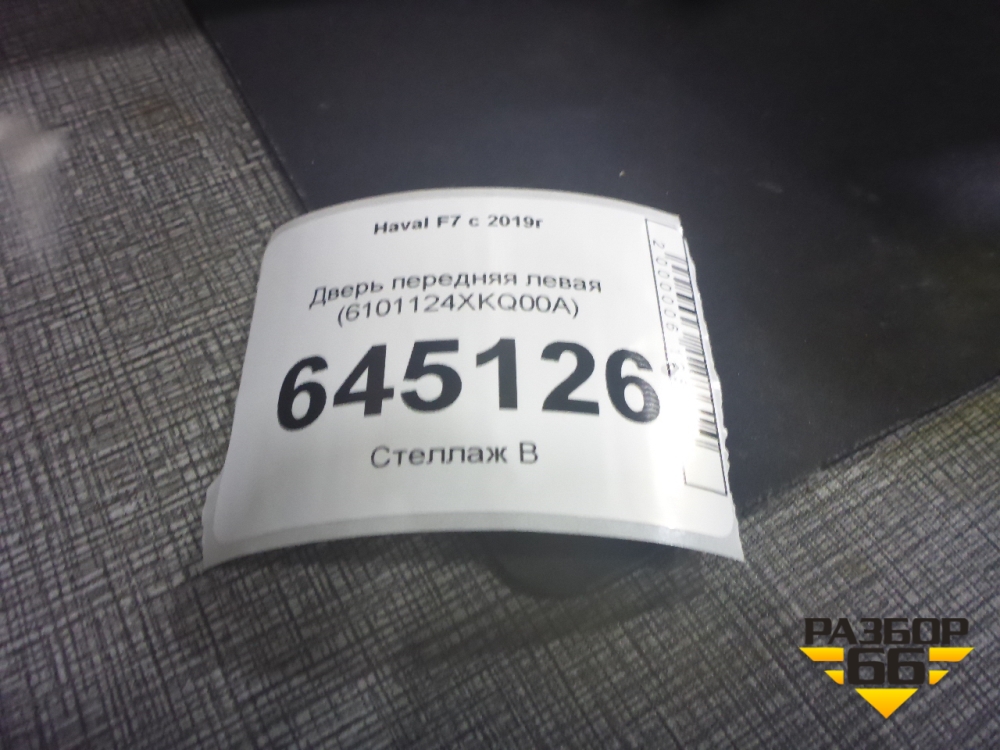 Haval F7 с 2019г
Дверь передняя левая
(6101124XKQ00A)
645126
Стеллаж В
РАЗБОР
66